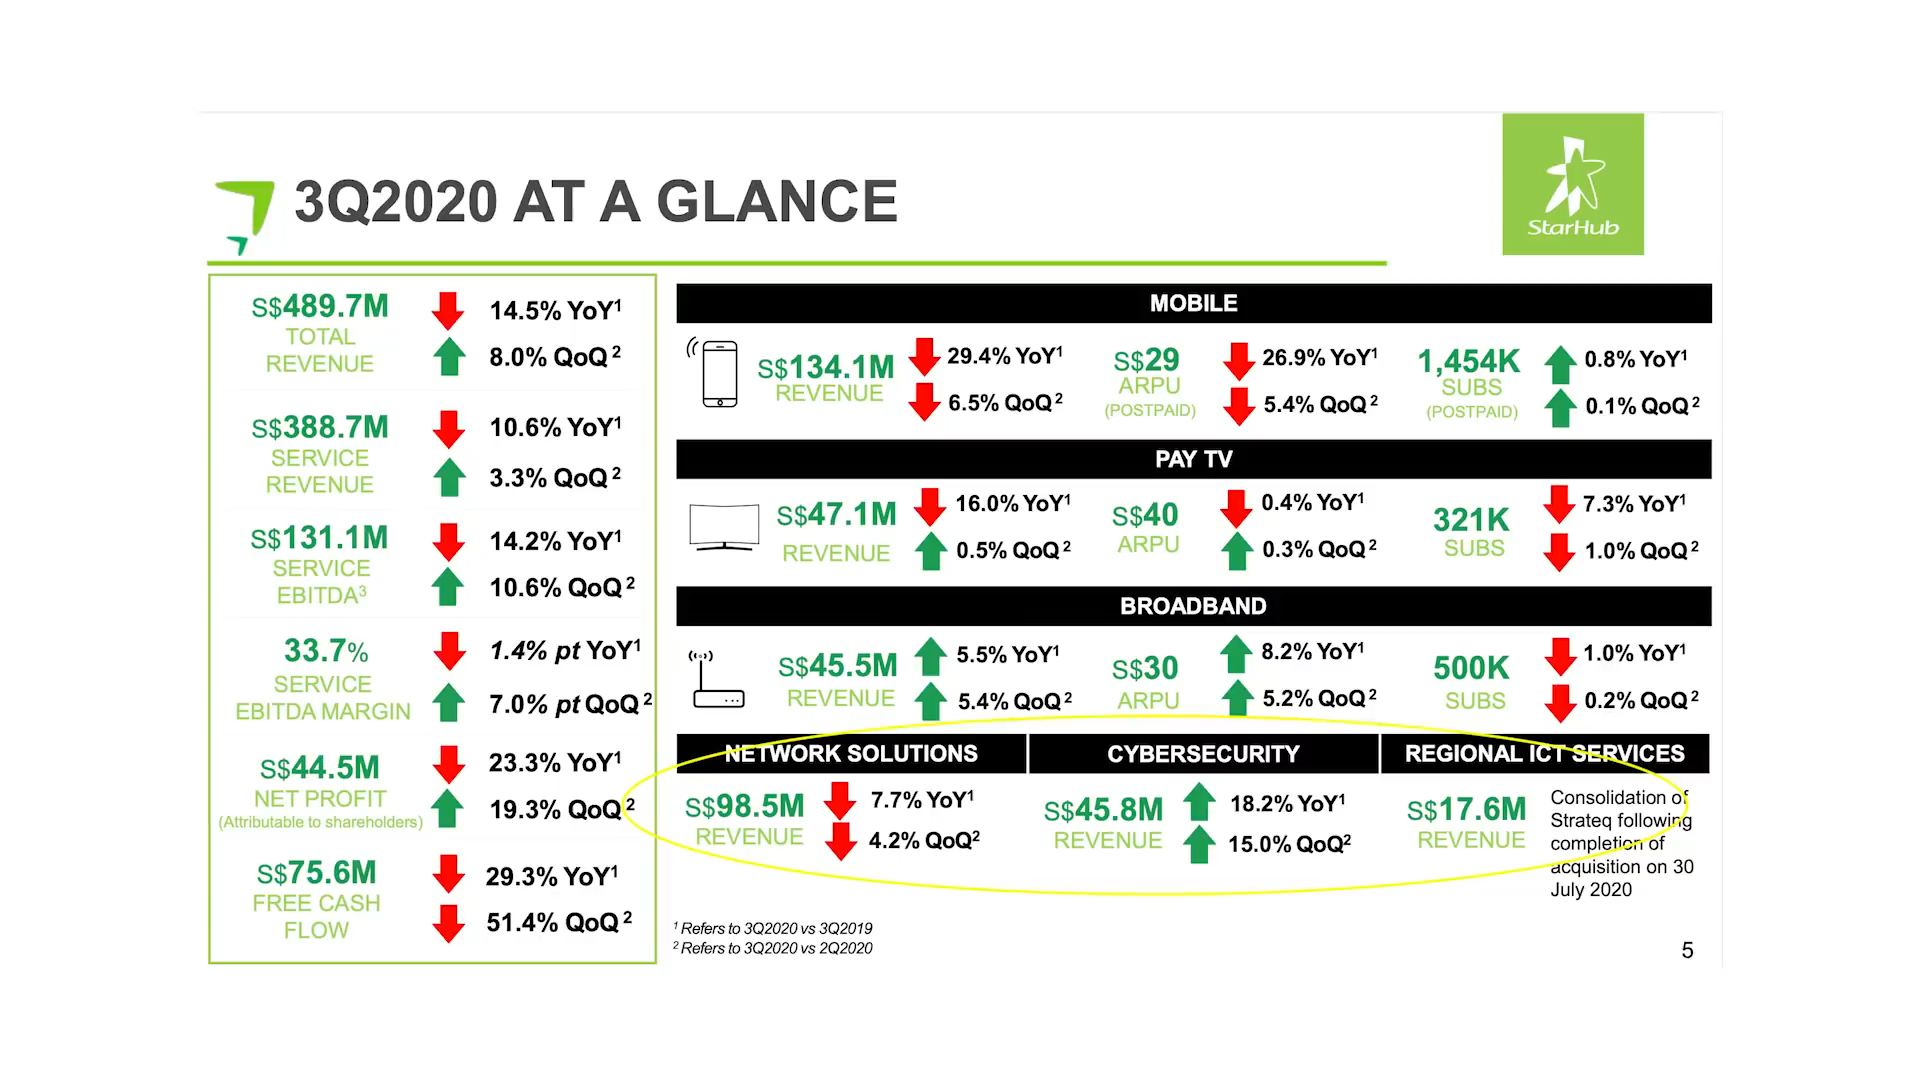 3Q2020 AT A GLANCE
StarHub
S$489.7M
TOTAL
REVENUE
14.5% YoY¹
8.0% QoQ²
S$388.7M
SERVICE
REVENUE
10.6% YoY¹
3.3% QoQ²
S$131.1M
SERVICE
EBITDA³
14.2% YoY¹
10.6% QoQ²
33.7%
SERVICE
EBITDA MARGIN
1.4% pt YoY¹
7.0% pt QoQ²
S$44.5M
NET PROFIT
(Attributable to shareholders)
23.3% YoY¹
19.3% QoQ²
S$75.6M
FREE CASH
FLOW
29.3% YoY¹
51.4% QoQ²
MOBILE
S$134.1M
REVENUE
29.4% YoY¹
6.5% QoQ²
S$29
ARPU
(POSTPAID)
26.9% YoY¹
5.4% QoQ²
1,454K
SUBS
(POSTPAID)
0.8% YoY¹
0.1% QoQ²
PAY TV
S$47.1M
REVENUE
16.0% YoY¹
0.5% QoQ²
S$40
ARPU
0.4% YoY¹
0.3% QoQ²
321K
SUBS
7.3% YoY¹
1.0% QoQ²
BROADBAND
S$45.5M
REVENUE
5.5% YoY¹
5.4% QoQ²
S$30
ARPU
8.2% YoY¹
5.2% QoQ²
500K
SUBS
1.0% YoY¹
0.2% QoQ²
NETWORK SOLUTIONS
S$98.5M
REVENUE
7.7% YoY¹
4.2% QoQ²
CYBERSECURITY
S$45.8M
REVENUE
18.2% YoY¹
15.0% QoQ²
REGIONAL ICT SERVICES
S$17.6M
REVENUE
Consolidation of
Strateq following
completion of
acquisition on 30
July 2020
¹ Refers to 3Q2020 vs 3Q2019
² Refers to 3Q2020 vs 2Q2020
5